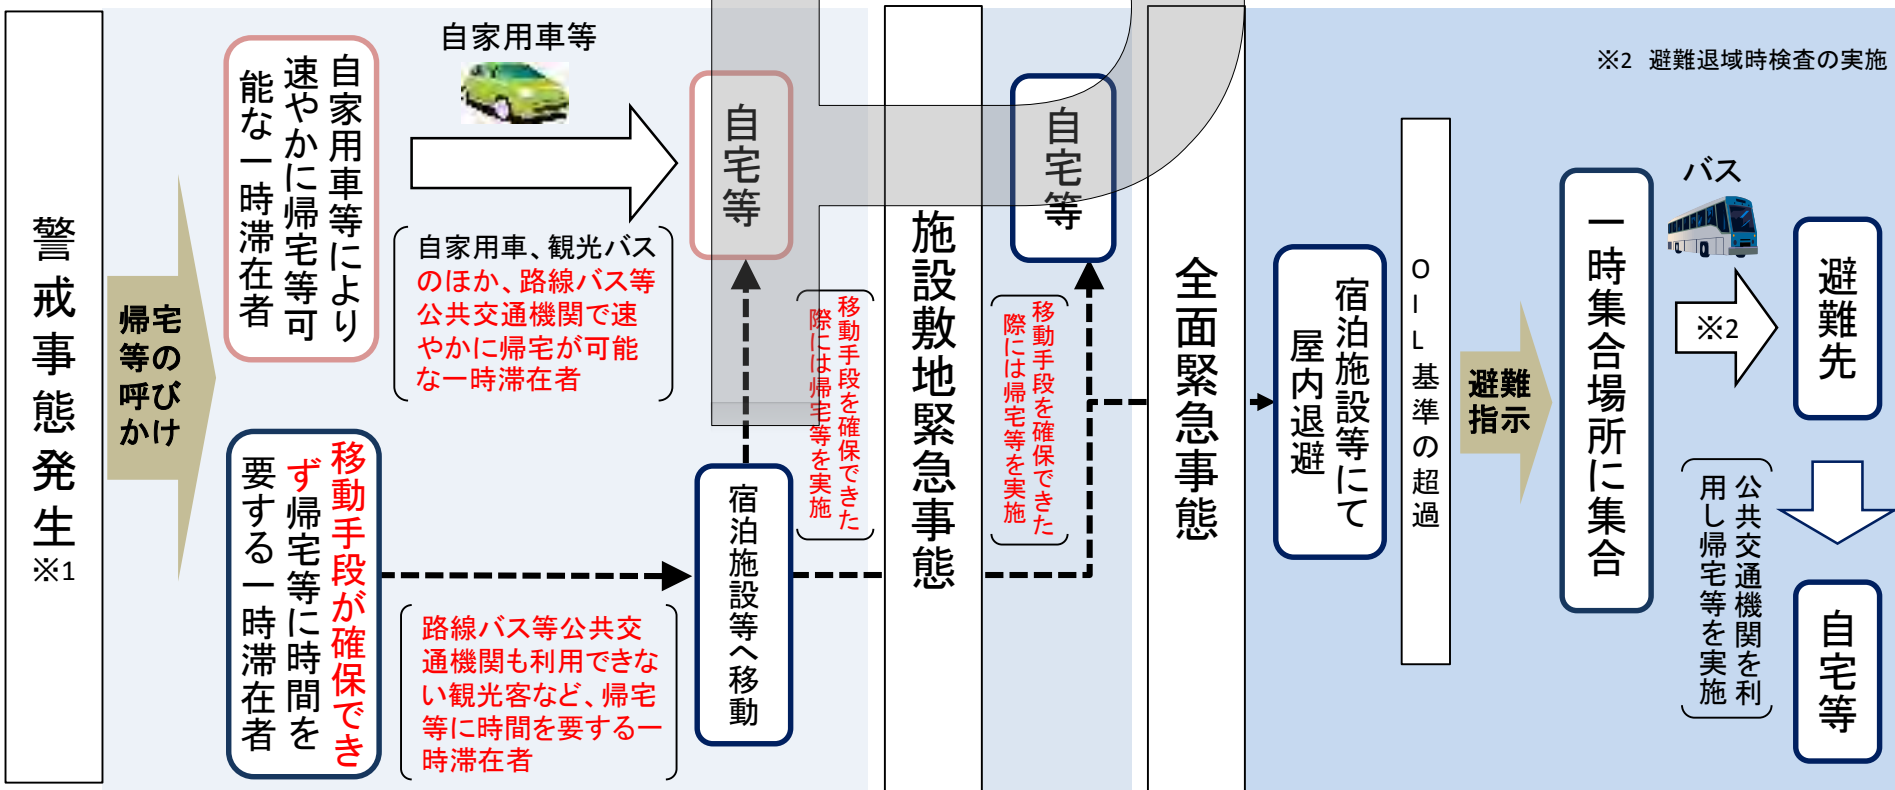 警戒事態発生
※1
帰宅
等の
呼び
かけ
自家用車等により
速やかに帰宅等可
能な一時滞在者
自家用車等
自家用車、観光バス
のほか、路線バス等
公共交通機関で速
やかに帰宅が可能
な一時滞在者
自宅等
移動手段が確保でき
ず帰宅等に時間を
要する一時滞在者
路線バス等公共交
通機関も利用できな
い観光客など、帰宅
等に時間を要する一
時滞在者
宿泊施設等へ移動
移動手段を確保できた
際には帰宅等を実施
施設敷地緊急事態
自宅等
移動手段を確保できた
際には帰宅等を実施
全面緊急事態
宿泊施設等にて
屋内退避
OIL基準の超過
避難
指示
一時集合場所に集合
※2 避難退域時検査の実施
バス
※2
避難先
公共交通機関を利
用し帰宅等を実施
自宅等